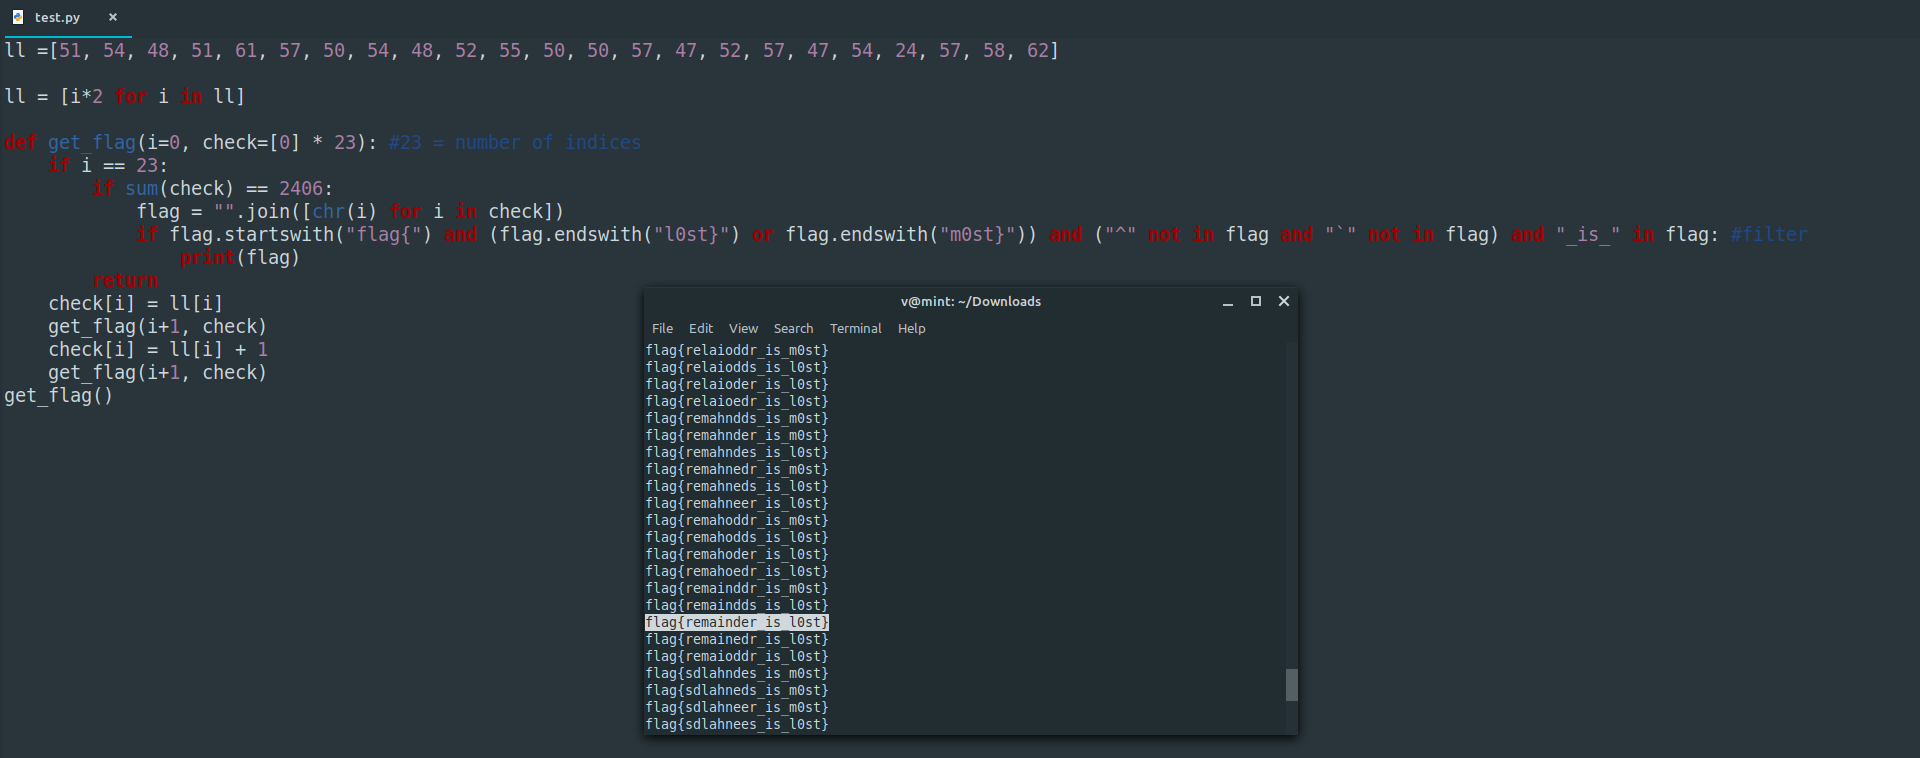 test.py ×
ll =[51, 54, 48, 51, 61, 57, 50, 54, 48, 52, 55, 50, 50, 57, 47, 52, 57, 47, 54, 24, 57, 58, 62]
ll = [i*2 for i in ll]
def get_flag(i=0, check=[0] * 23): #23 = number of indices
    if i == 23:
        if sum(check) == 2406:
            flag = "".join([chr(i) for i in check])
            if flag.startswith("flag{") and (flag.endswith("l0st}") or flag.endswith("m0st}")) and ("^" not in flag and "`" not in flag) and "_is_" in flag: #filter
                print(flag)
        return
    check[i] = ll[i]
    get_flag(i+1, check)
    check[i] = ll[i] + 1
    get_flag(i+1, check)
get_flag()
v@mint: ~/Downloads
File Edit View Search Terminal Help
flag{relaioddr_is_m0st}
flag{relaiodds_is_l0st}
flag{relaioder_is_l0st}
flag{relaioedr_is_l0st}
flag{remahndds_is_m0st}
flag{remahnder_is_m0st}
flag{remahndes_is_l0st}
flag{remahnedr_is_m0st}
flag{remahneds_is_l0st}
flag{remahneer_is_l0st}
flag{remahoddr_is_m0st}
flag{remahodds_is_l0st}
flag{remahoder_is_l0st}
flag{remahoedr_is_l0st}
flag{remainddr_is_m0st}
flag{remaindds_is_l0st}
flag{remainder_is_l0st}
flag{remainedr_is_l0st}
flag{remaioddr_is_l0st}
flag{sdlahndes_is_m0st}
flag{sdlahneds_is_m0st}
flag{sdlahneer_is_m0st}
flag{sdlahnees_is_l0st}